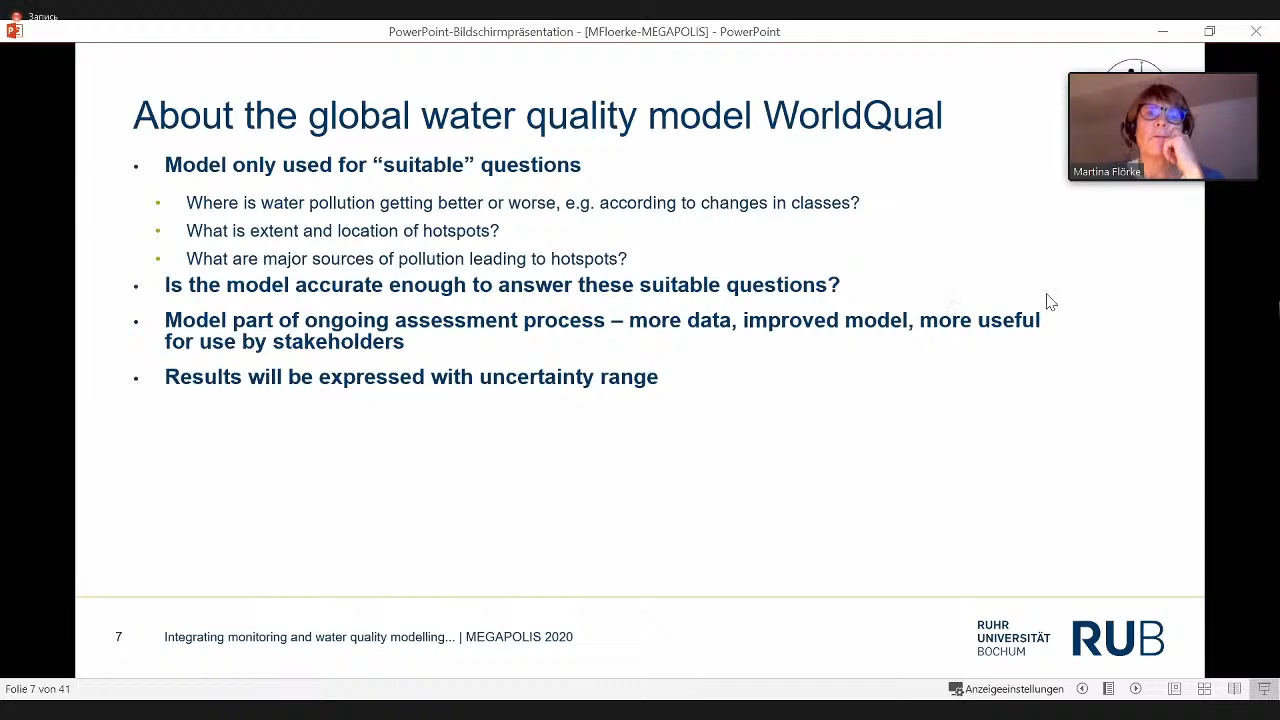 Запись
PowerPoint-Bildschirmpräsentation - [MFloerke-MEGAPOLIS] - PowerPoint
About the global water quality model WorldQual
Martina Flörke
• Model only used for “suitable” questions
• Where is water pollution getting better or worse, e.g. according to changes in classes?
• What is extent and location of hotspots?
• What are major sources of pollution leading to hotspots?
• Is the model accurate enough to answer these suitable questions?
• Model part of ongoing assessment process – more data, improved model, more useful
for use by stakeholders
• Results will be expressed with uncertainty range
7 Integrating monitoring and water quality modelling... | MEGAPOLIS 2020
RUHR
UNIVERSITÄT
BOCHUM
RUB
Folie 7 von 41
Anzeigeeinstellungen